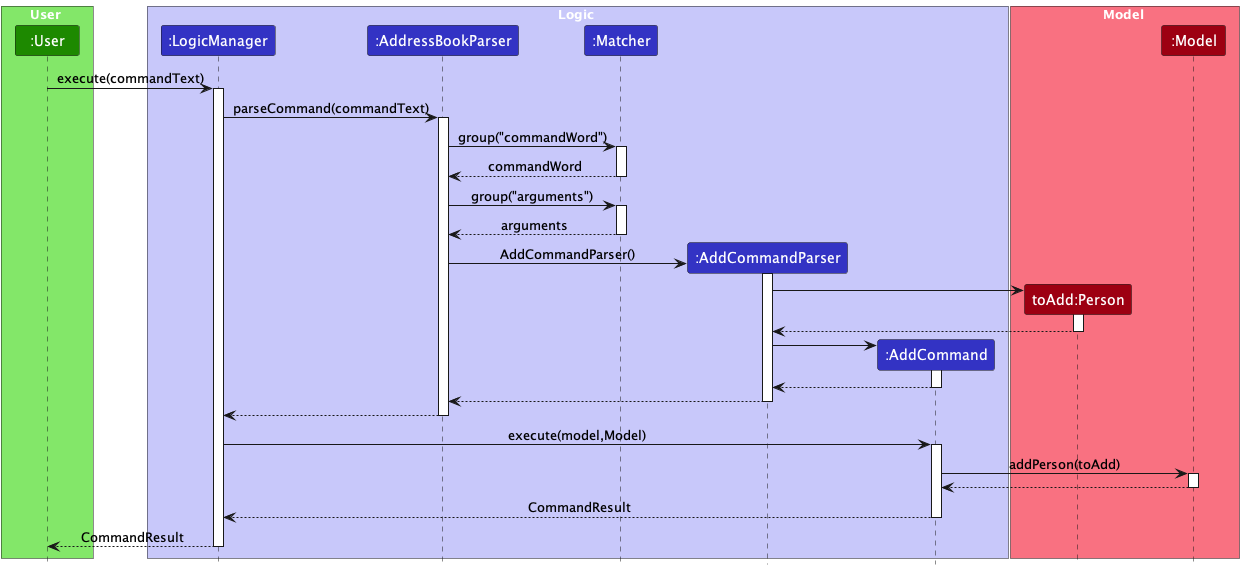 User
Logic
Model
:User
:LogicManager
:AddressBookParser
:Matcher
:Model
execute(commandText)
parseCommand(commandText)
group("commandWord")
commandWord
group("arguments")
arguments
AddCommandParser()
:AddCommandParser
toAdd:Person
:AddCommand
execute(model,Model)
addPerson(toAdd)
CommandResult
CommandResult